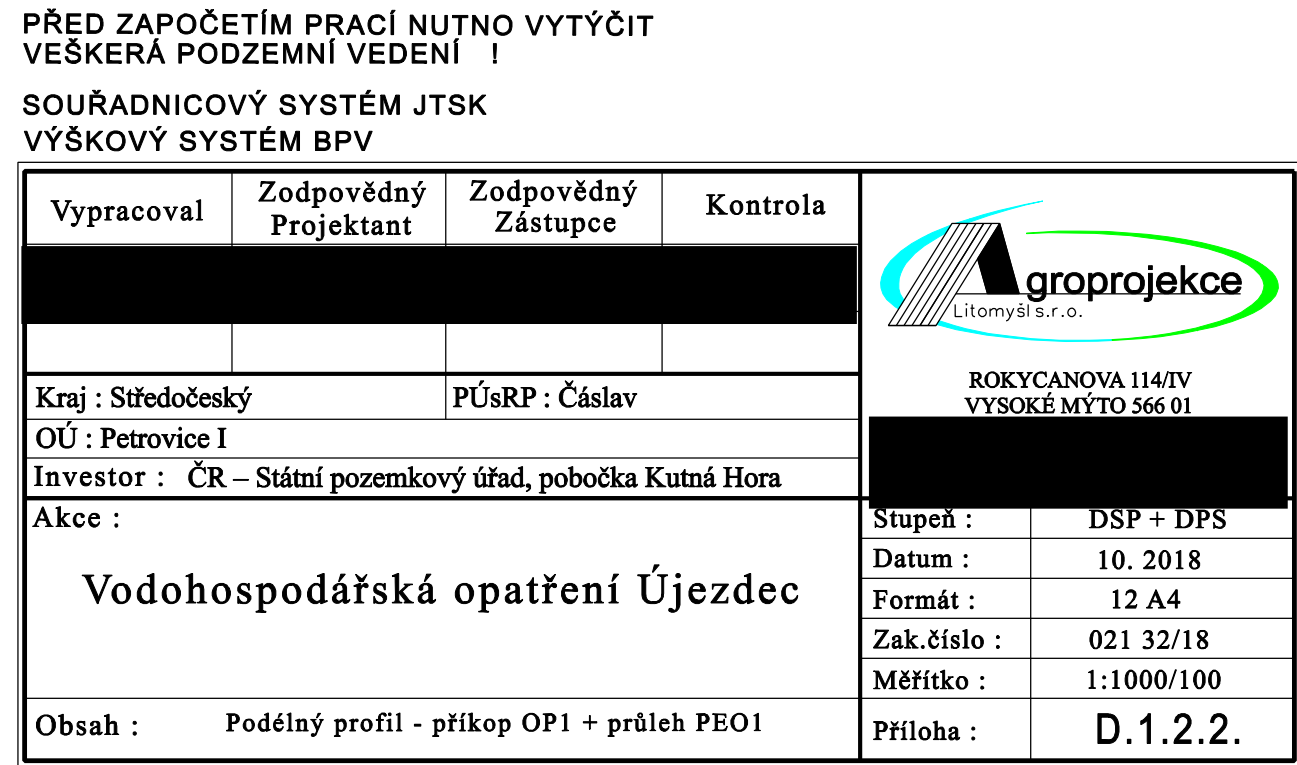 PŘED ZAPOČETÍM PRACÍ NUTNO VYTÝČIT
VEŠKERÁ PODZEMNÍ VEDENÍ !
SOUŘADNICOVÝ SYSTÉM JTSK
VÝŠKOVÝ SYSTÉM BPV
Vypracoval
Zodpovědný
Projektant
Zodpovědný
Zástupce
Kontrola
Agroprojekce
Litomyšl s.r.o.
ROKYCANOVA 114/IV
VYSOKÉ MÝTO 566 01
Kraj : Středočeský
PÚsRP : Čáslav
OÚ : Petrovice I
Investor : ČR – Státní pozemkový úřad, pobočka Kutná Hora
Akce :
Vodohospodářská opatření Újezdec
Stupeň : DSP + DPS
Datum : 10. 2018
Formát : 12 A4
Zak.číslo : 021 32/18
Měřítko : 1:1000/100
Obsah : Podélný profil - příkop OP1 + průleh PEO1
Příloha : D.1.2.2.